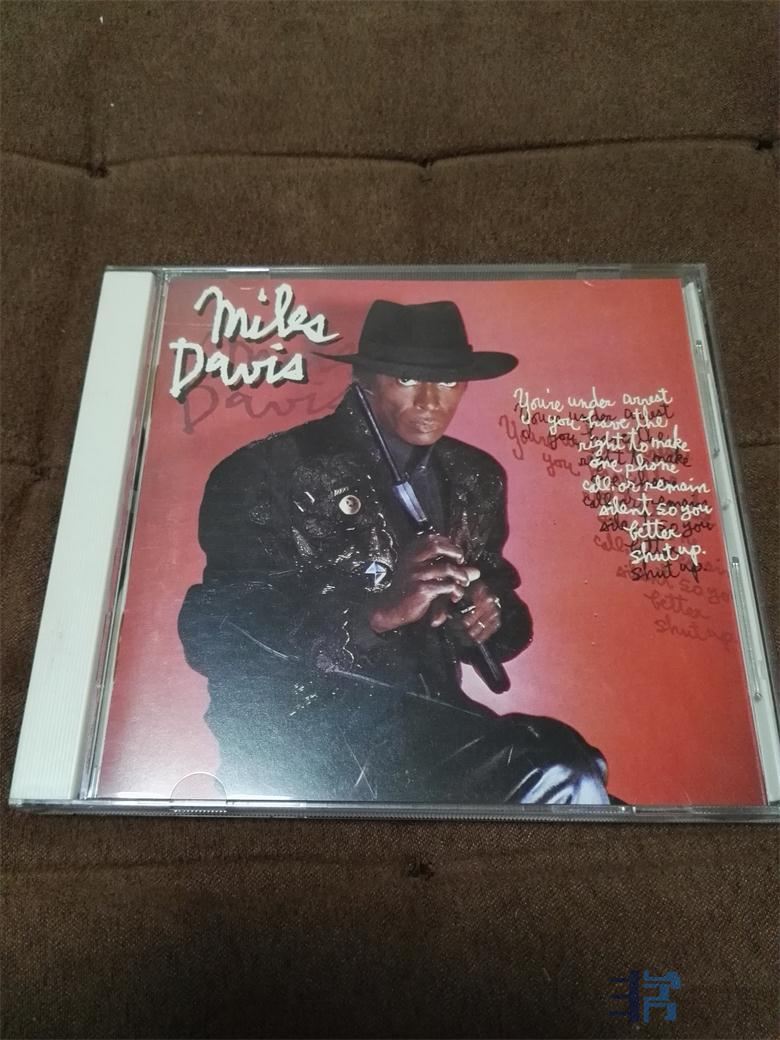 Miles
Davis
You're under arrest
you have the
right to make
one phone
call or remain
silent so you
better
shut up.